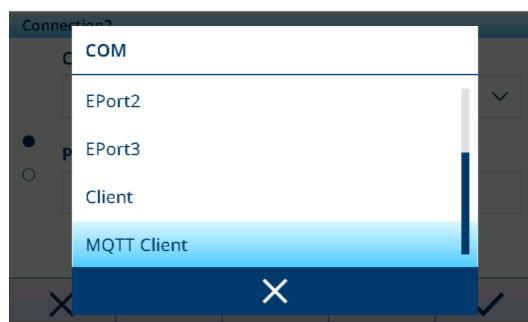 Connection2
COM
EPort2
EPort3
Client
MQTT Client